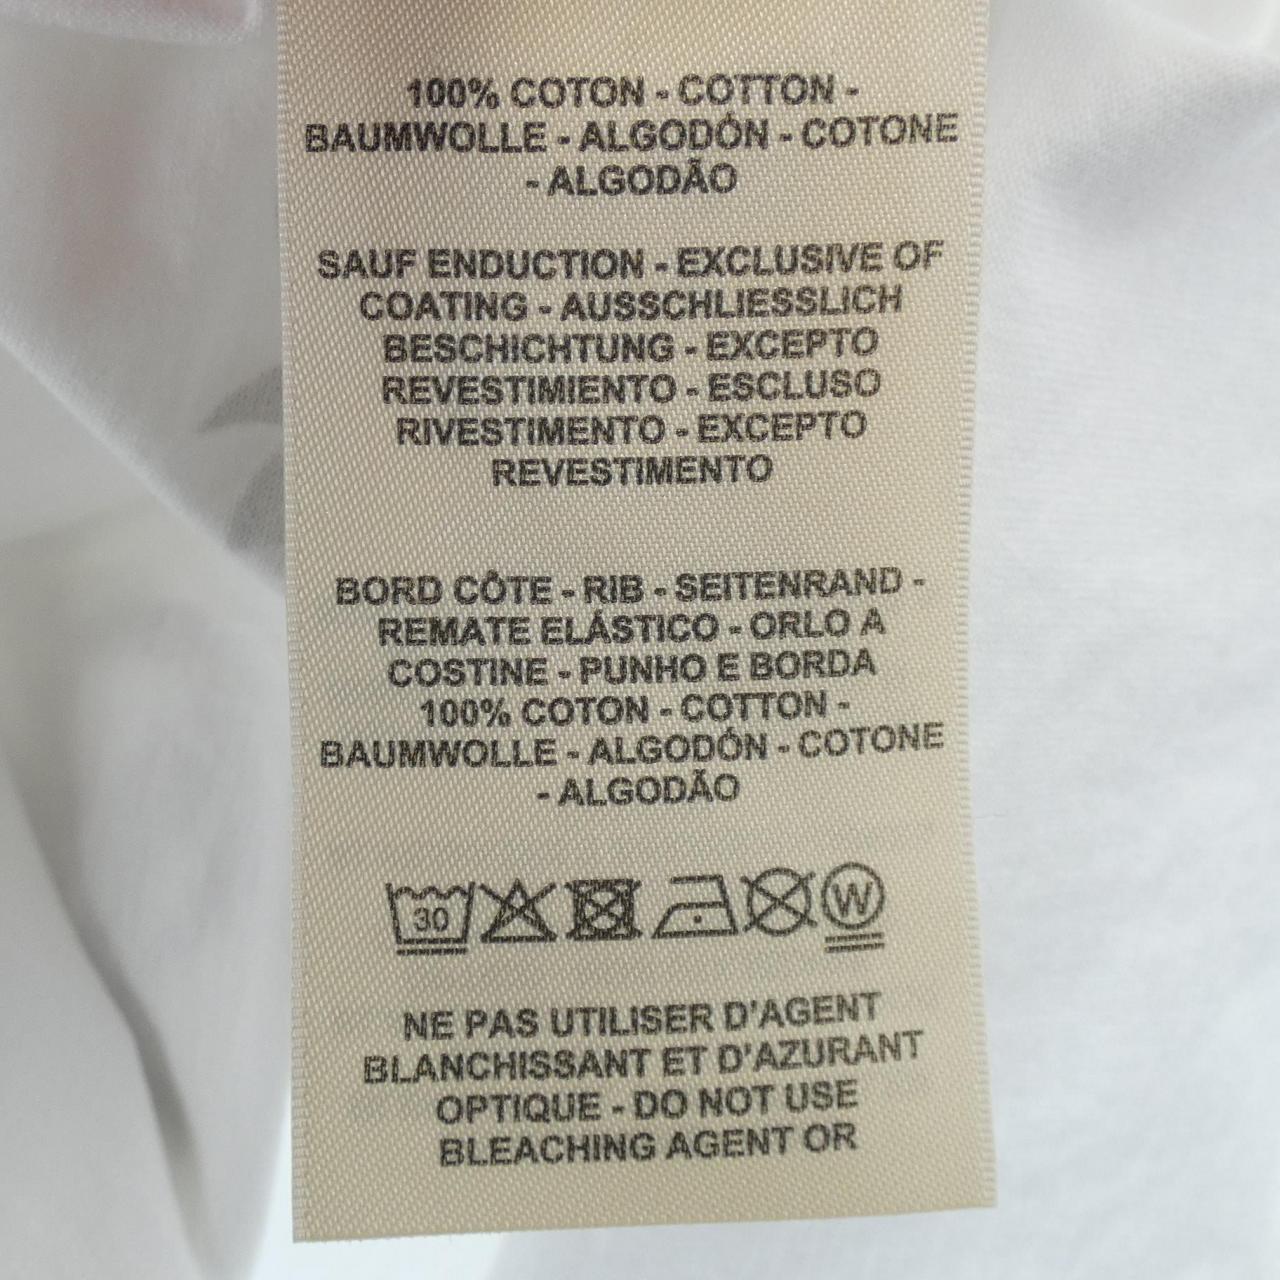 100% COTON - COTTON -
BAUMWOLLE - ALGODÓN - COTONE
- ALGODÃO
SAUF ENDUCTION - EXCLUSIVE OF
COATING - AUSSCHLIESSLICH
BESCHICHTUNG - EXCEPTO
REVESTIMIENTO - ESCLUSO
RIVESTIMENTO - EXCEPTO
REVESTIMENTO
BORD CÔTE - RIB - SEITENRAND -
REMATE ELÁSTICO - ORLO A
COSTINE - PUNHO E BORDA
100% COTON - COTTON -
BAUMWOLLE - ALGODÓN - COTONE
- ALGODÃO
30 W
NE PAS UTILISER D'AGENT
BLANCHISSANT ET D'AZURANT
OPTIQUE - DO NOT USE
BLEACHING AGENT OR